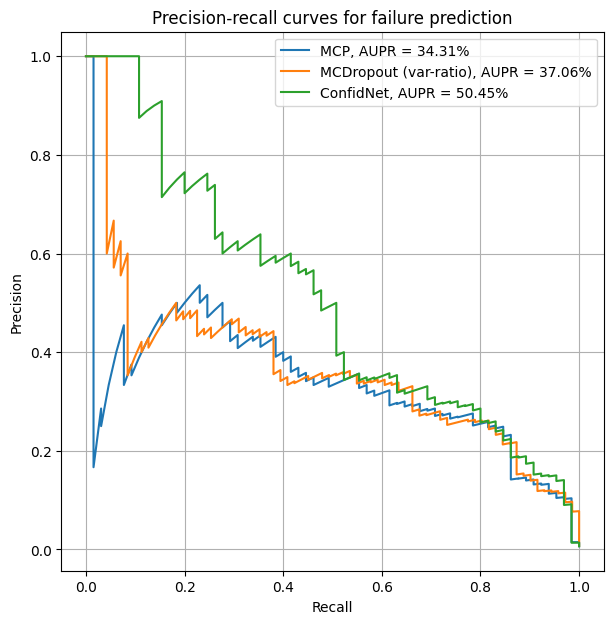 Precision-recall curves for failure prediction
MCP, AUPR = 34.31%
MCDropout (var-ratio), AUPR = 37.06%
ConfidNet, AUPR = 50.45%
1.0
0.8
0.6
0.4
0.2
0.0
Precision
0.0 0.2 0.4 0.6 0.8 1.0
Recall